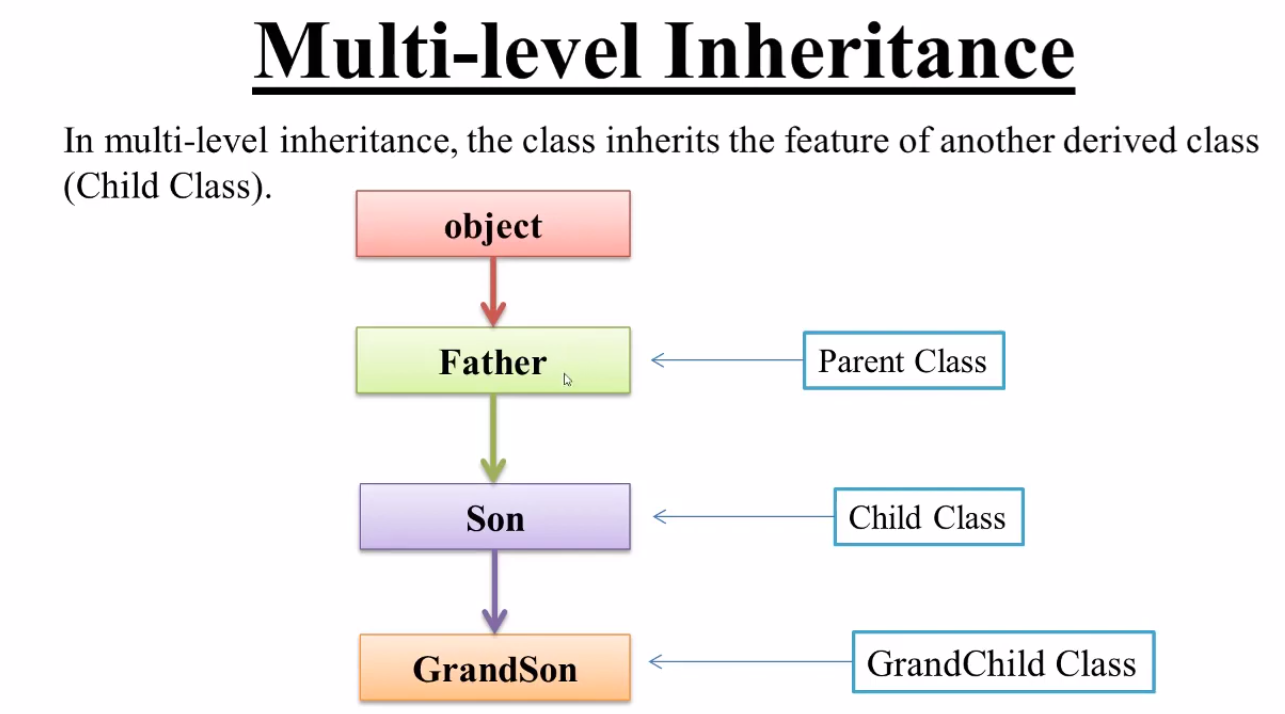 Multi-level Inheritance
In multi-level inheritance, the class inherits the feature of another derived class
(Child Class).
object
Father
Parent Class
Son
Child Class
GrandSon
GrandChild Class